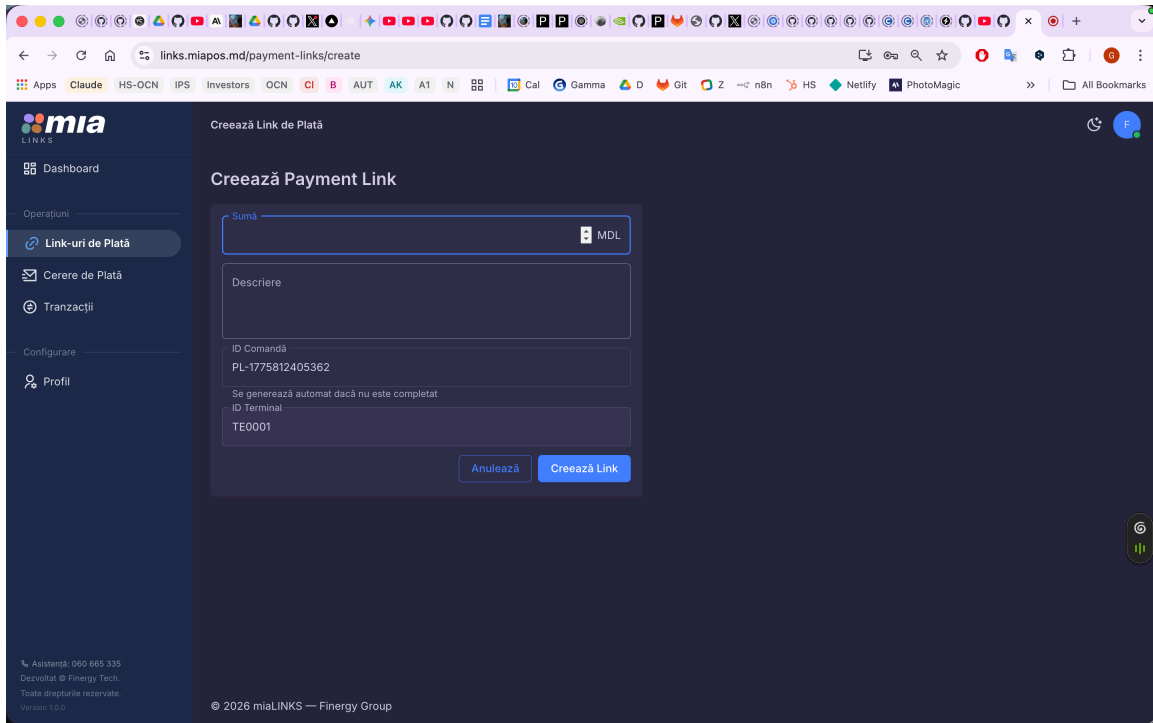 links.miapos.md/payment-links/create
G
Apps Claude HS-OCN IPS Investors OCN CI B AUT AK A1 N Cal Gamma D Git Z n8n HS Netlify PhotoMagic » All Bookmarks
mia
LINKS
Creează Link de Plată
F
Dashboard
Creează Payment Link
Operațiuni
Sumă
MDL
Link-uri de Plată
Cerere de Plată
Descriere
Tranzacții
Configurare
ID Comandă
PL-1775812405362
Profil
Se generează automat dacă nu este completat
ID Terminal
TE0001
Anulează
Creează Link
Asistență: 060 665 335
Dezvoltat © Finergy Tech.
Toate drepturile rezervate.
Version 1.0.0
© 2026 miaLINKS — Finergy Group